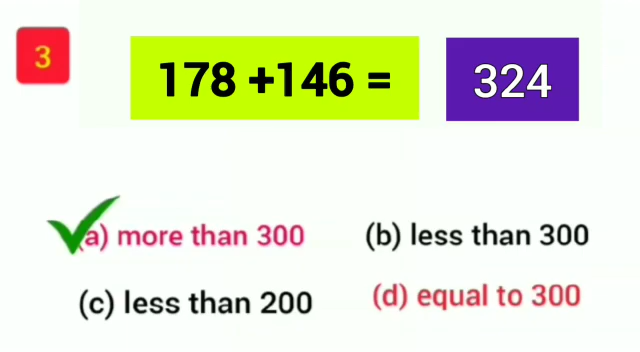 3
178 +146 = 324
(a) more than 300 (b) less than 300
(c) less than 200 (d) equal to 300